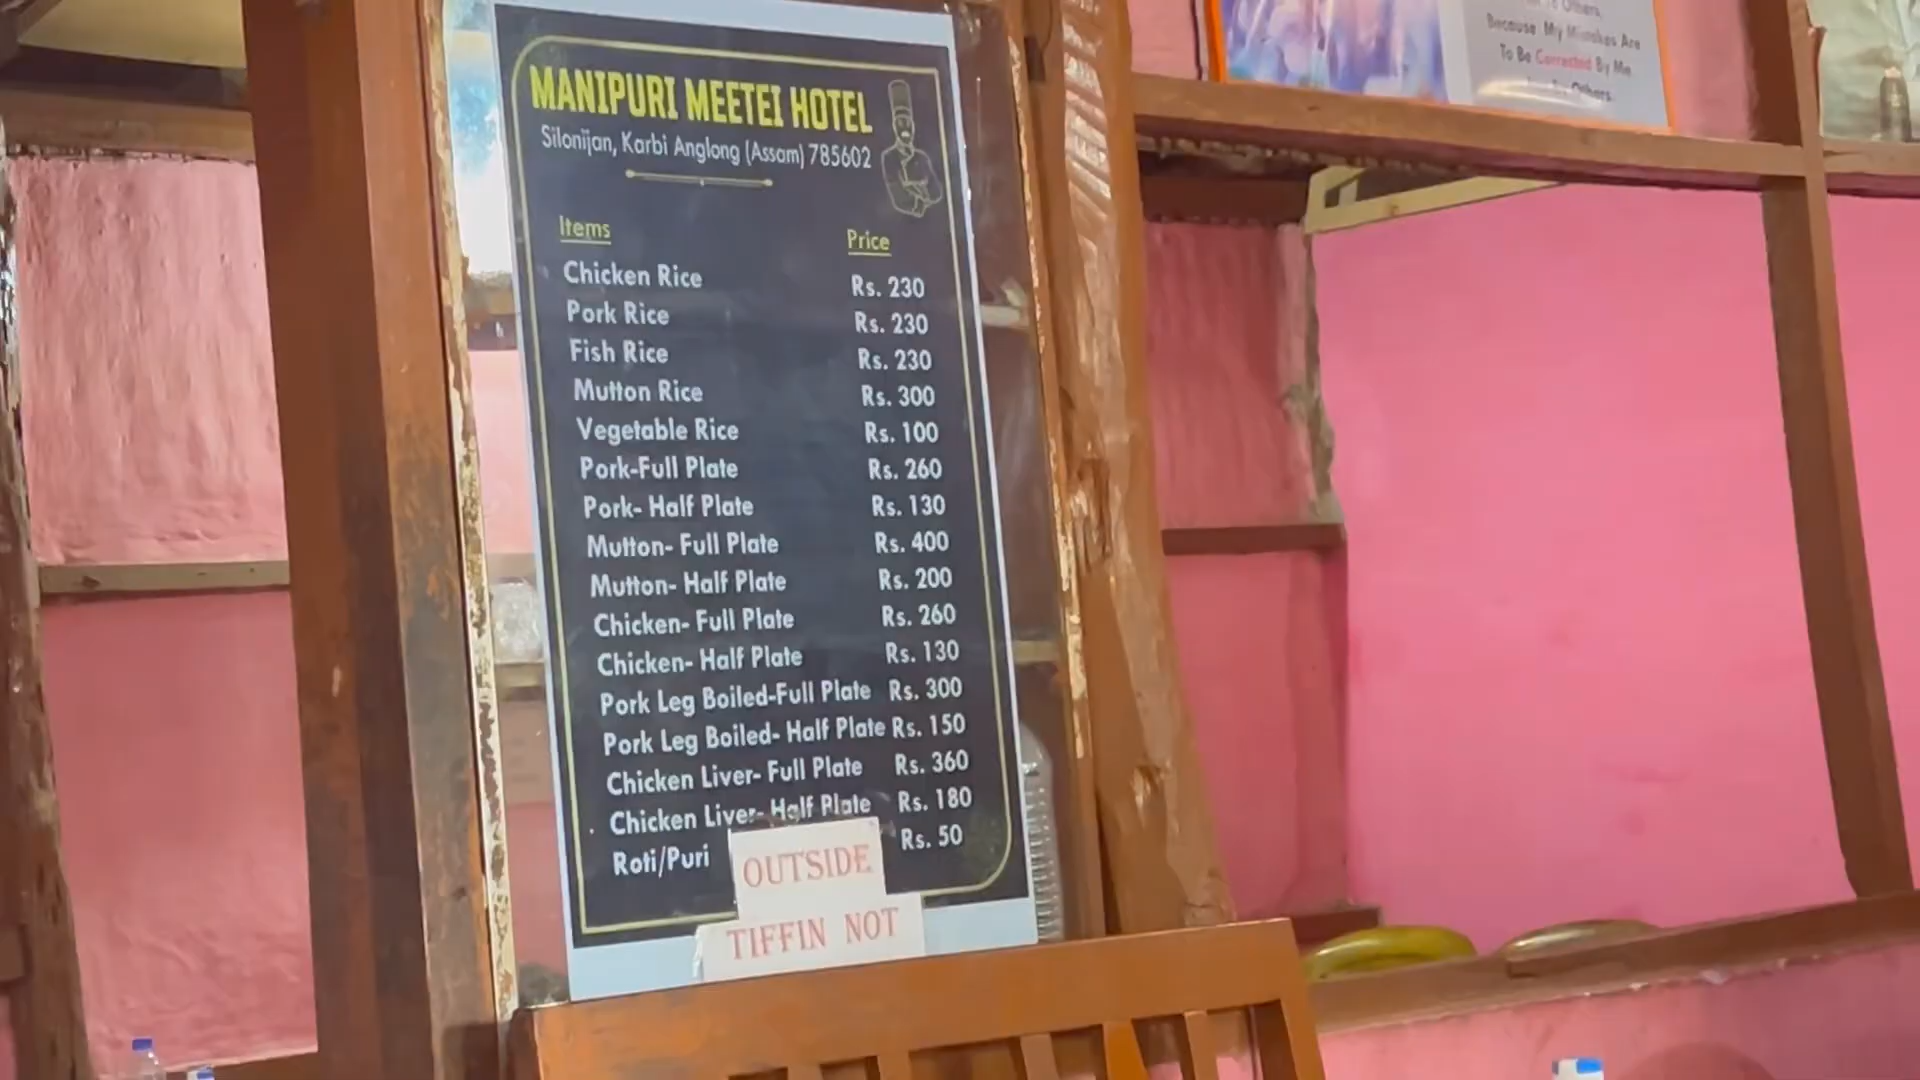 MANIPURI MEETEI HOTEL
Silonijan, Karbi Anglong (Assam) 785602
Items Price
Chicken Rice Rs. 230
Pork Rice Rs. 230
Fish Rice Rs. 230
Mutton Rice Rs. 300
Vegetable Rice Rs. 100
Pork-Full Plate Rs. 260
Pork- Half Plate Rs. 130
Mutton- Full Plate Rs. 400
Mutton- Half Plate Rs. 200
Chicken- Full Plate Rs. 260
Chicken- Half Plate Rs. 130
Pork Leg Boiled-Full Plate Rs. 300
Pork Leg Boiled- Half Plate Rs. 150
Chicken Liver- Full Plate Rs. 360
Chicken Liver- Half Plate Rs. 180
Roti/Puri Rs. 50
OUTSIDE
TIFFIN NOT
To Others,
Because My Mistakes Are
To Be Corrected By Me
Others.